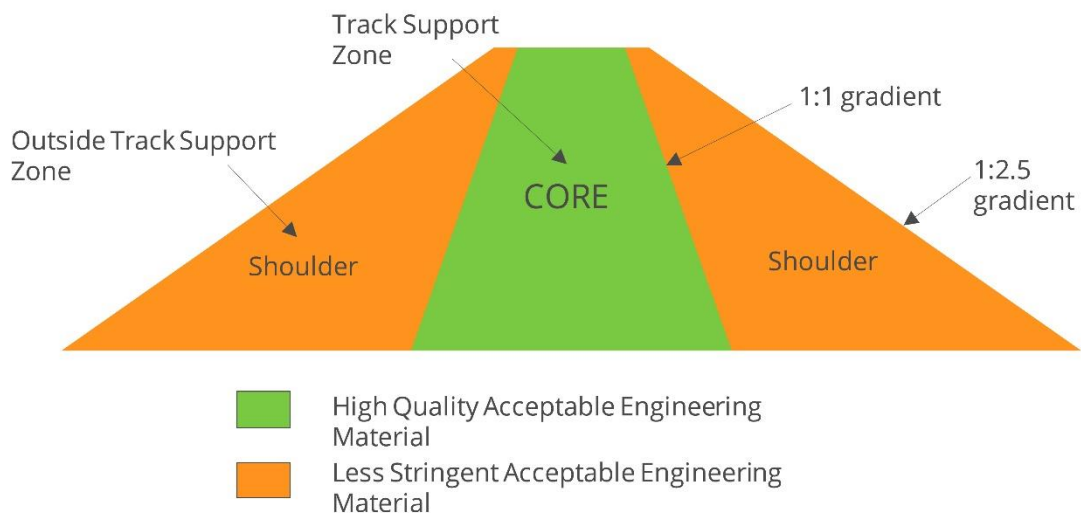 Track Support
Zone
1:1 gradient
Outside Track Support
Zone
1:2.5
gradient
CORE
Shoulder
Shoulder
High Quality Acceptable Engineering
Material
Less Stringent Acceptable Engineering
Material